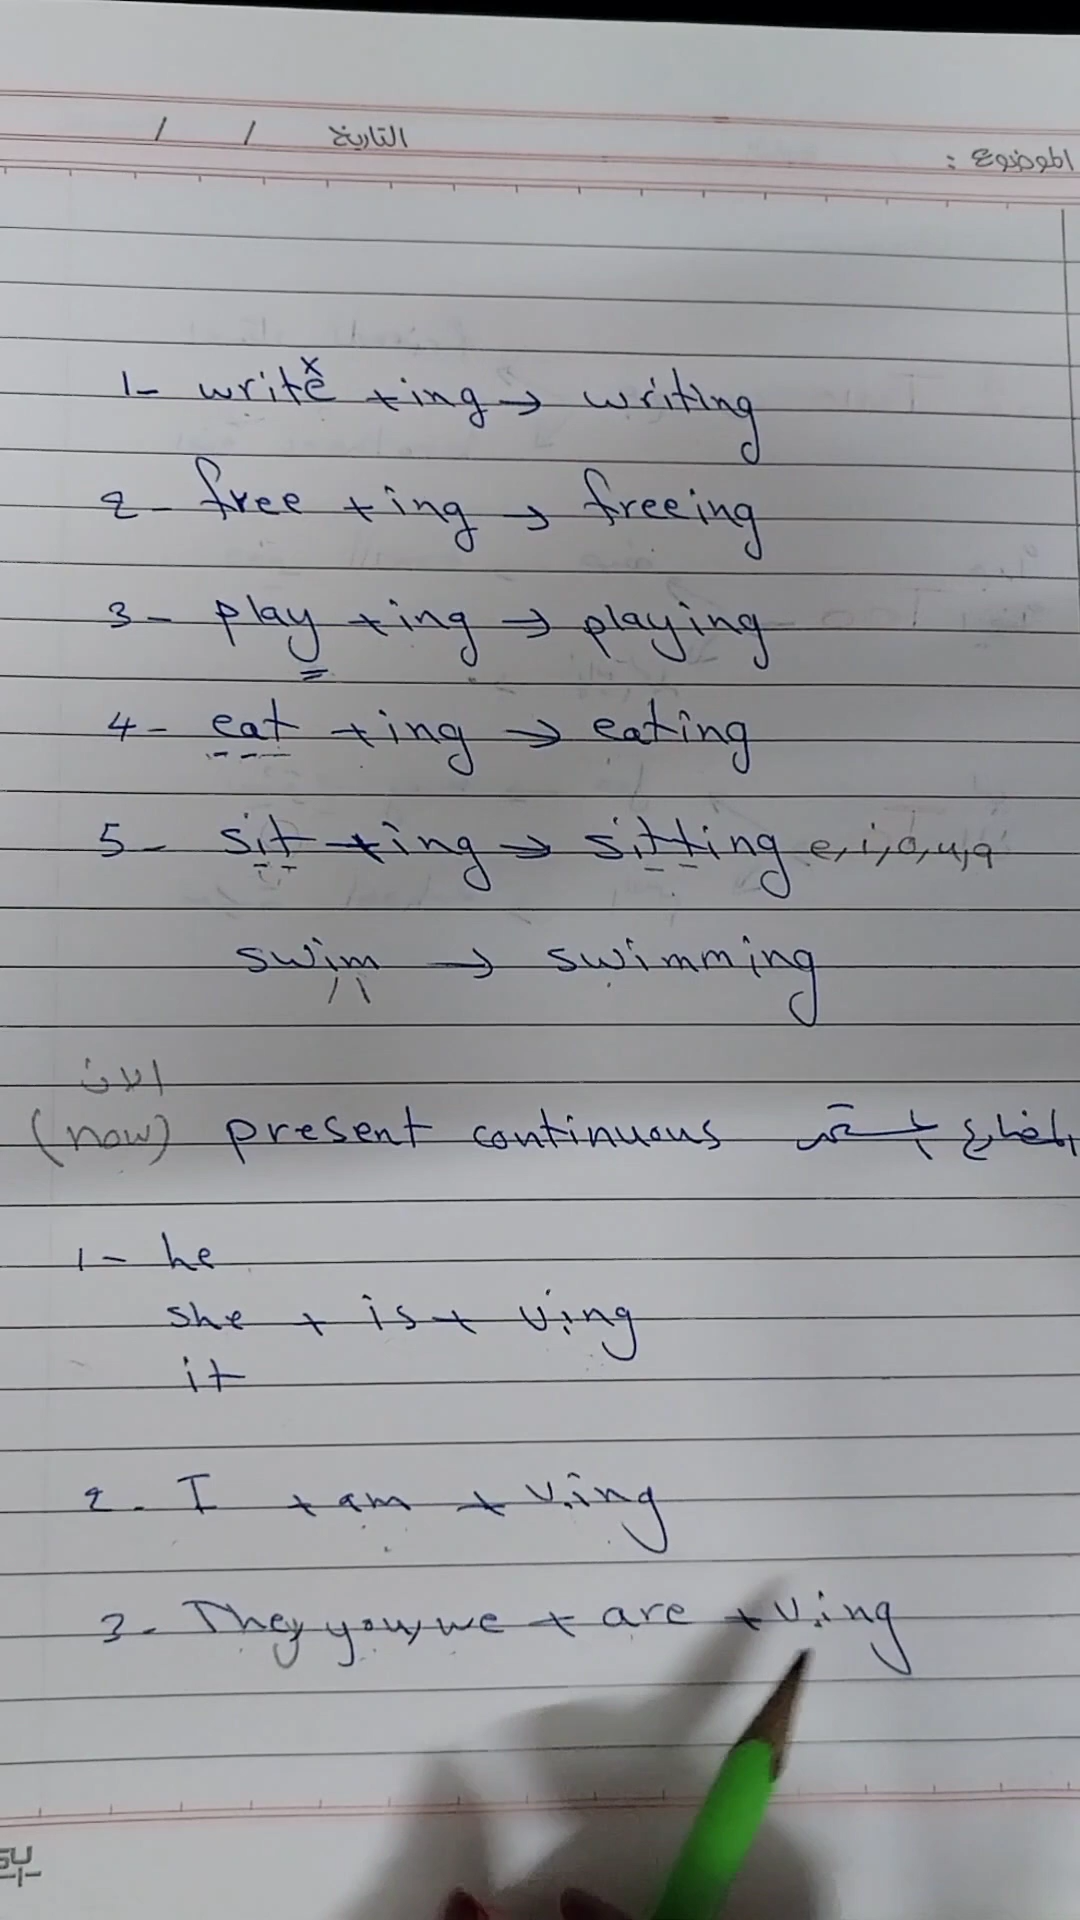 الموضوع : التاريخ / /
1- write +ing → writing
2- free +ing → freeing
3- play +ing → playing
4- eat +ing → eating
5- sit +ing → sitting e, i, o, u, a
swim → swimming
الان
(now) present continuous المضارع المستمر
1- he
she + is + v.ing
it
2- I + am + v.ing
3- They, you, we + are + v.ing